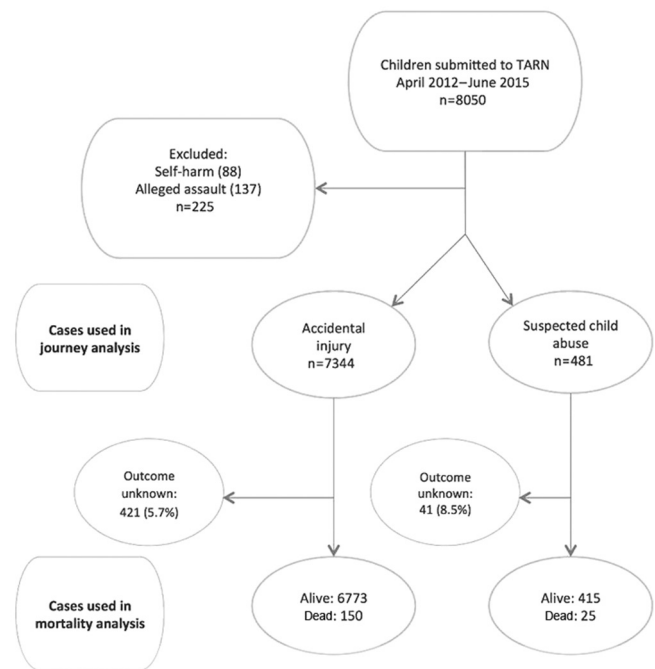 Children submitted to TARN
April 2012–June 2015
n=8050
Excluded:
Self-harm (88)
Alleged assault (137)
n=225
Cases used in
journey analysis
Accidental
injury
n=7344
Suspected child
abuse
n=481
Outcome
unknown:
421 (5.7%)
Outcome
unknown:
41 (8.5%)
Cases used in
mortality analysis
Alive: 6773
Dead: 150
Alive: 415
Dead: 25